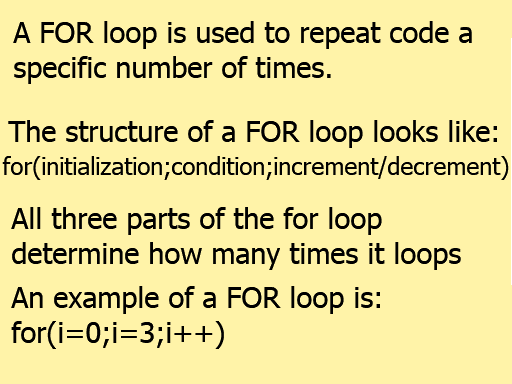 A FOR loop is used to repeat code a
specific number of times.
The structure of a FOR loop looks like:
for(initialization;condition;increment/decrement)
All three parts of the for loop
determine how many times it loops
An example of a FOR loop is:
for(i=0;i=3;i++)